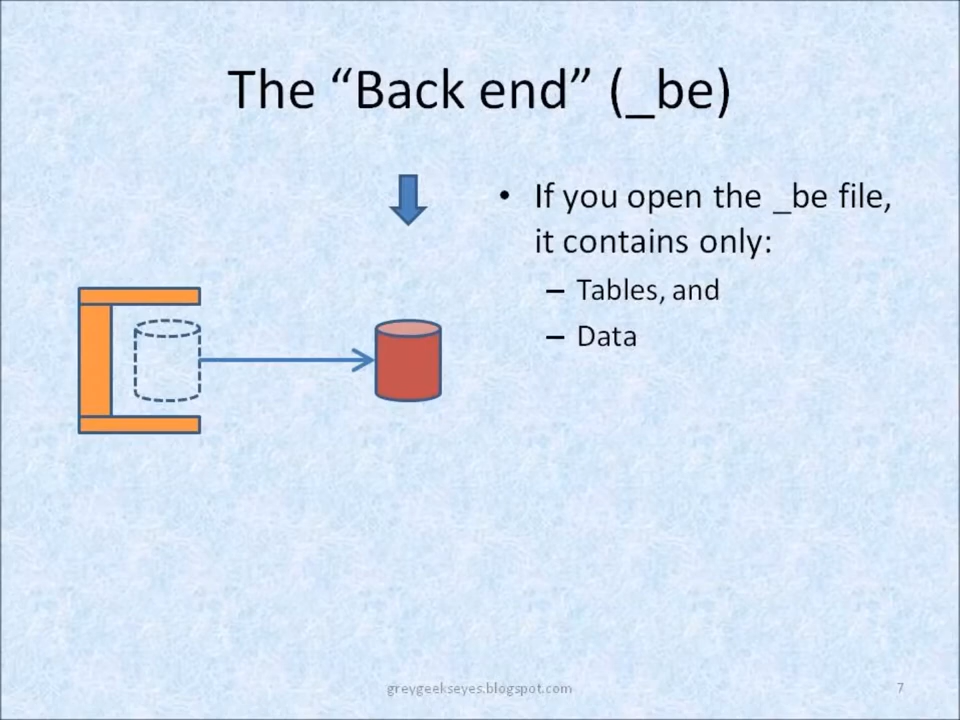 The “Back end” (_be)
• If you open the _be file,
it contains only:
– Tables, and
– Data
greygeekseyes.blogspot.com
7